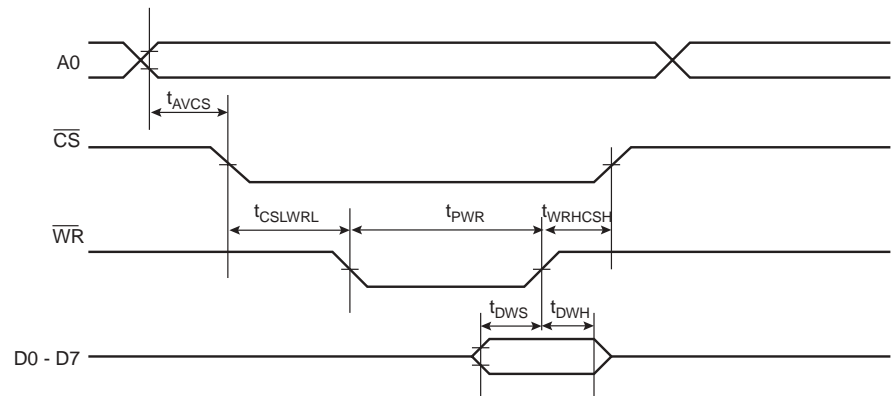 A0
tAVCS
CS
tCSLWRL
tPWR
tWRHCSH
WR
tDWS
tDWH
D0 - D7